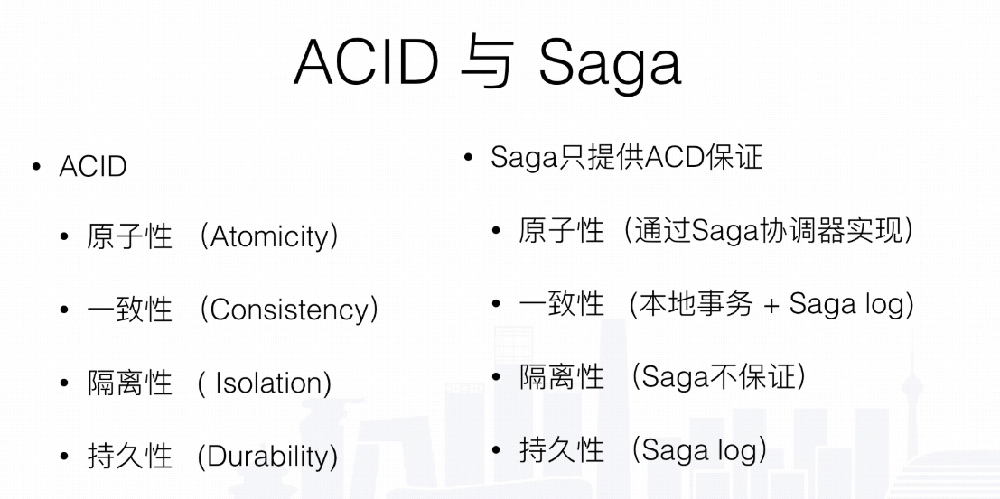 ACID 与 Saga
• ACID
• 原子性 （Atomicity）
• 一致性 （Consistency）
• 隔离性 ( Isolation)
• 持久性 (Durability)
• Saga只提供ACD保证
• 原子性（通过Saga协调器实现）
• 一致性 (本地事务 + Saga log)
• 隔离性 （Saga不保证）
• 持久性 （Saga log）